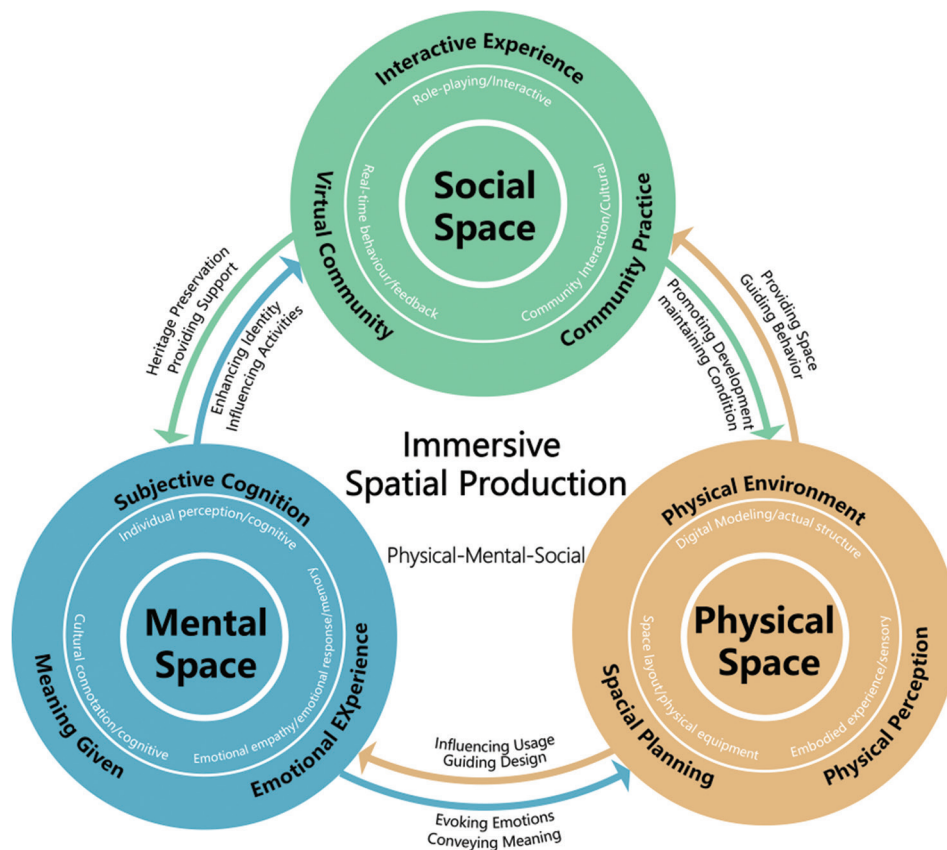 Interactive Experience
Role-playing/Interactive
Social
Space
Virtual Community
Real-time behaviour/feedback
Community Interaction/Cultural
Community Practice
Heritage Preservation
Providing Support
Enhancing Identity
Influencing Activities
Providing Space
Guiding Behavior
Promoting Development
maintaining Condition
Immersive
Spatial Production
Physical-Mental-Social
Subjective Cognition
Individual perception/cognitive
Mental
Space
Meaning Given
Cultural connotation/cognitive
Emotional empathy/emotional response/memory
Emotional EXperience
Physical Environment
Digital Modeling/actual structure
Physical
Space
Spacial Planning
Space layout/physical equipment
Embodied experience/sensory
Physical Perception
Influencing Usage
Guiding Design
Evoking Emotions
Conveying Meaning